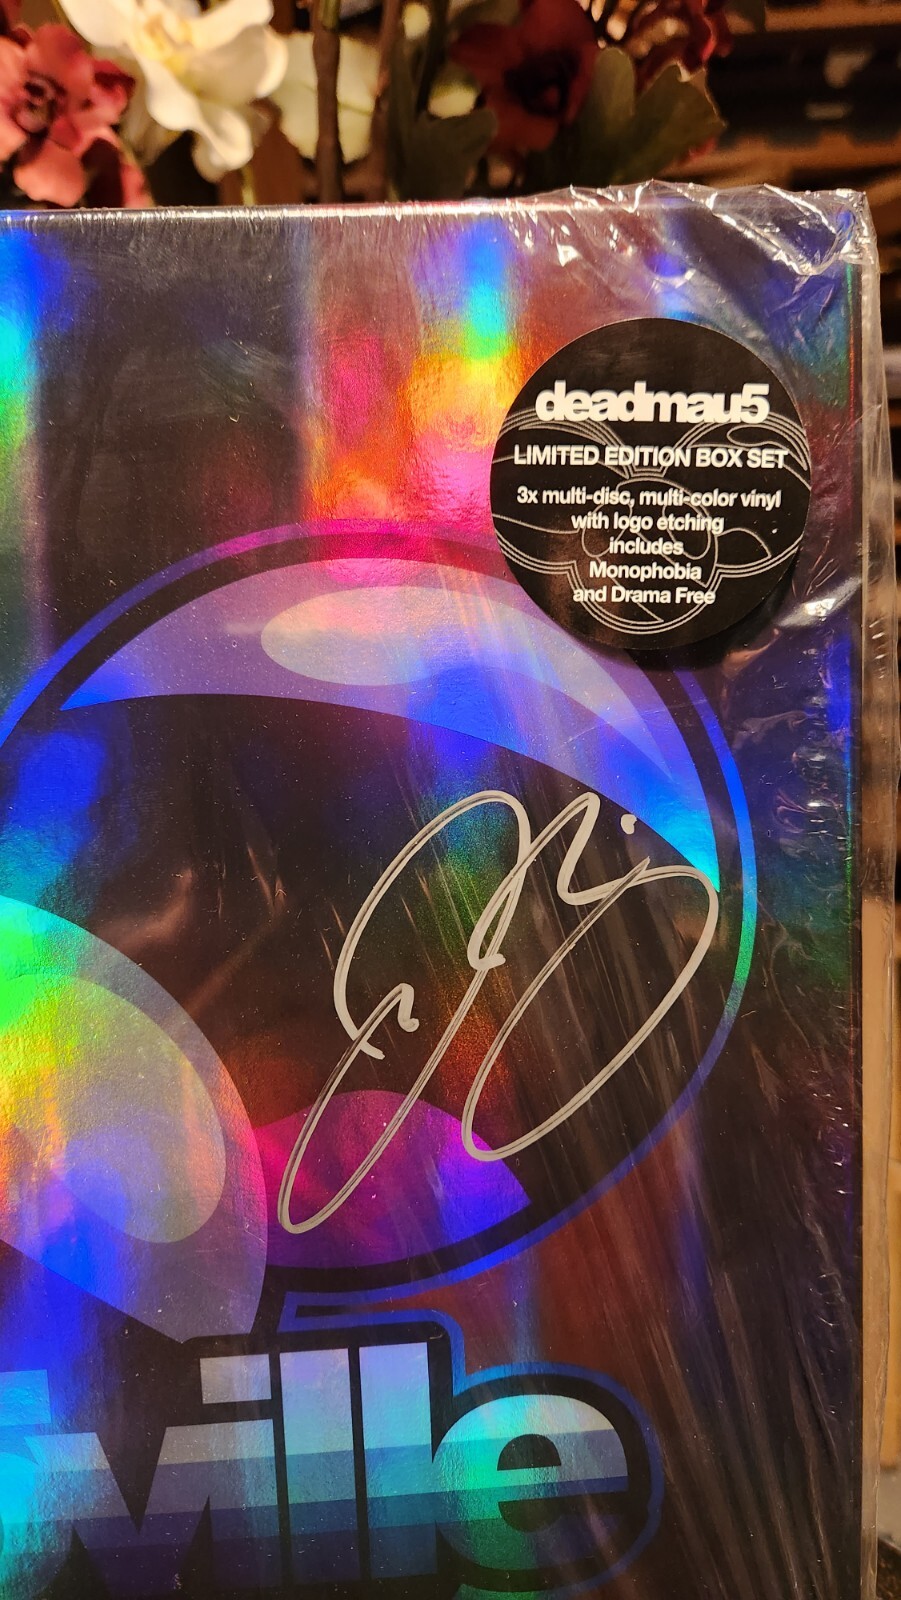 deadmau5
LIMITED EDITION BOX SET
3x multi-disc, multi-color vinyl
with logo etching
includes
Monophobia
and Drama Free
5ville